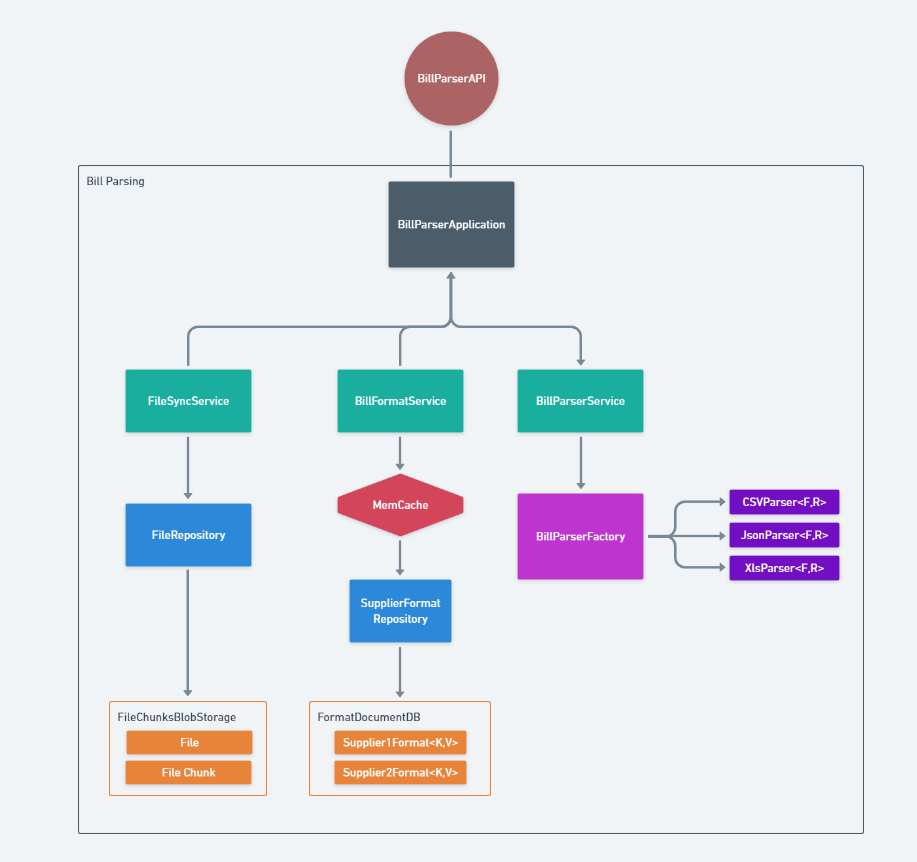 BillParserAPI
Bill Parsing
BillParserApplication
FileSyncService
BillFormatService
BillParserService
MemCache
CSVParser<F,R>
FileRepository
BillParserFactory
JsonParser<F,R>
XlsParser<F,R>
SupplierFormat
Repository
FileChunksBlobStorage
File
File Chunk
FormatDocumentDB
Supplier1Format<K,V>
Supplier2Format<K,V>